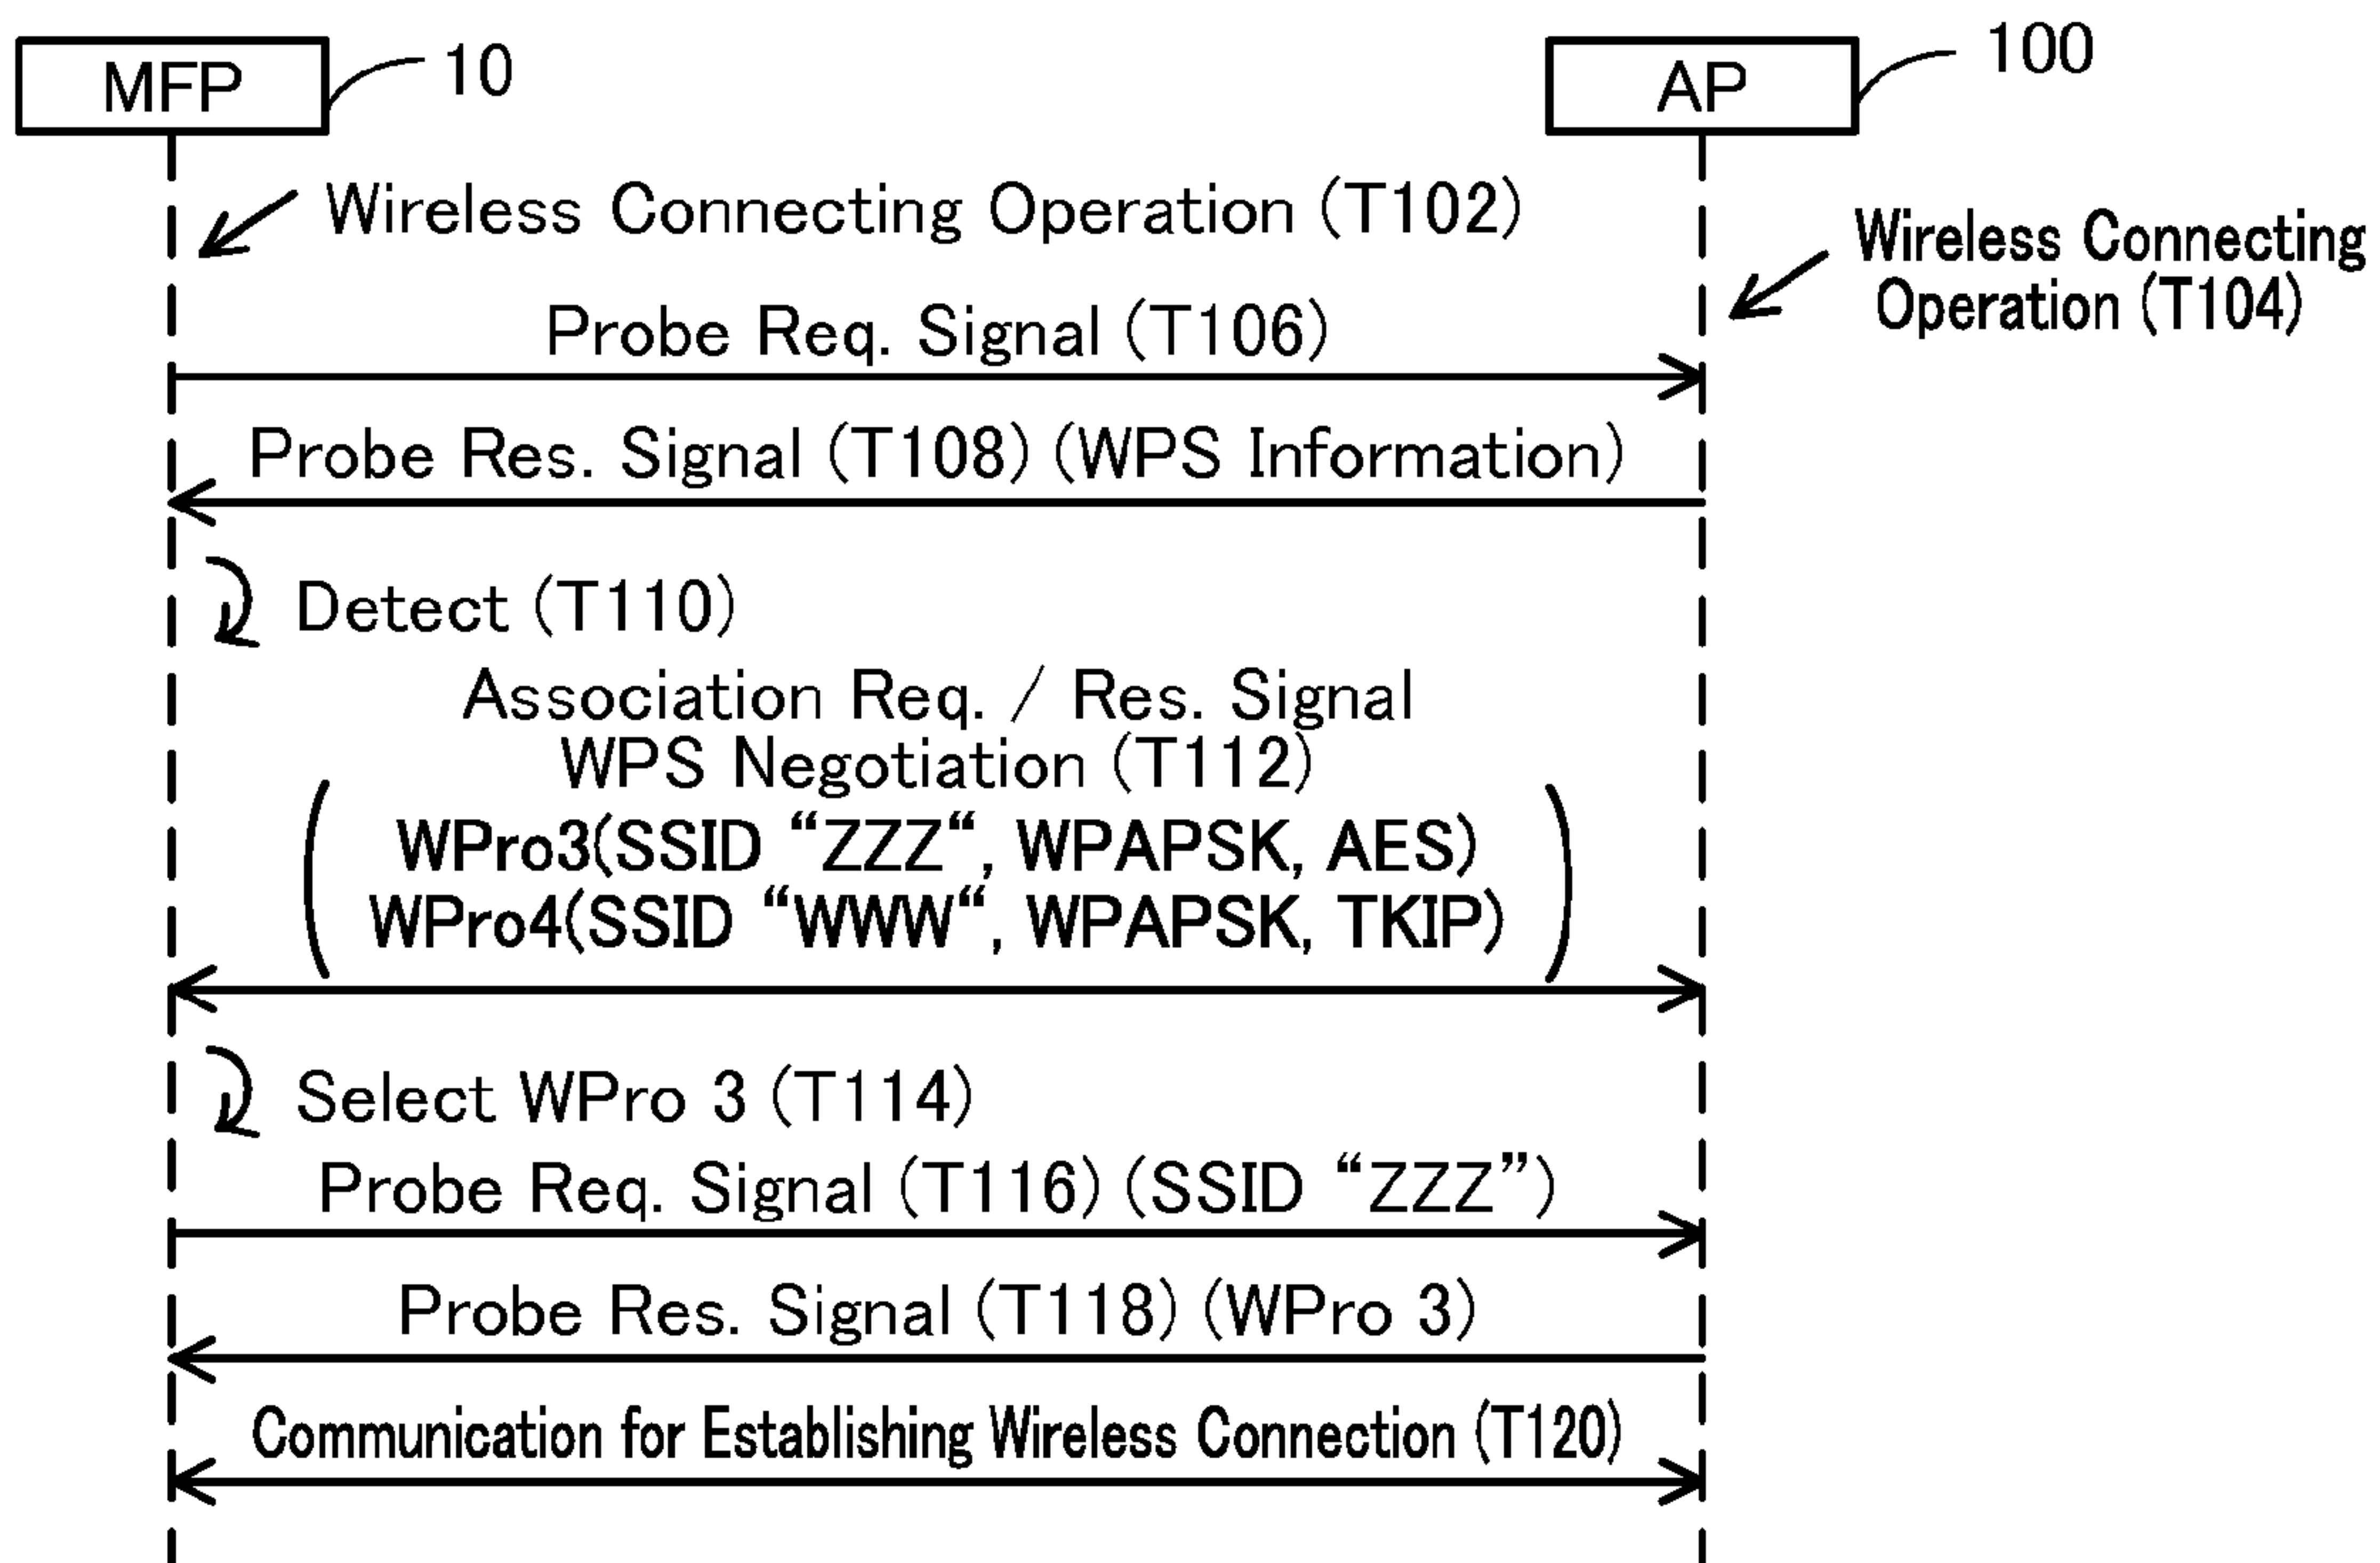 MFP
10
AP
100
Wireless Connecting Operation (T102)
Wireless Connecting
Operation (T104)
Probe Req. Signal (T106)
Probe Res. Signal (T108) (WPS Information)
Detect (T110)
Association Req. / Res. Signal
WPS Negotiation (T112)
WPro3(SSID “ZZZ“, WPAPSK, AES)
WPro4(SSID “WWW“, WPAPSK, TKIP)
Select WPro 3 (T114)
Probe Req. Signal (T116) (SSID “ZZZ”)
Probe Res. Signal (T118) (WPro 3)
Communication for Establishing Wireless Connection (T120)